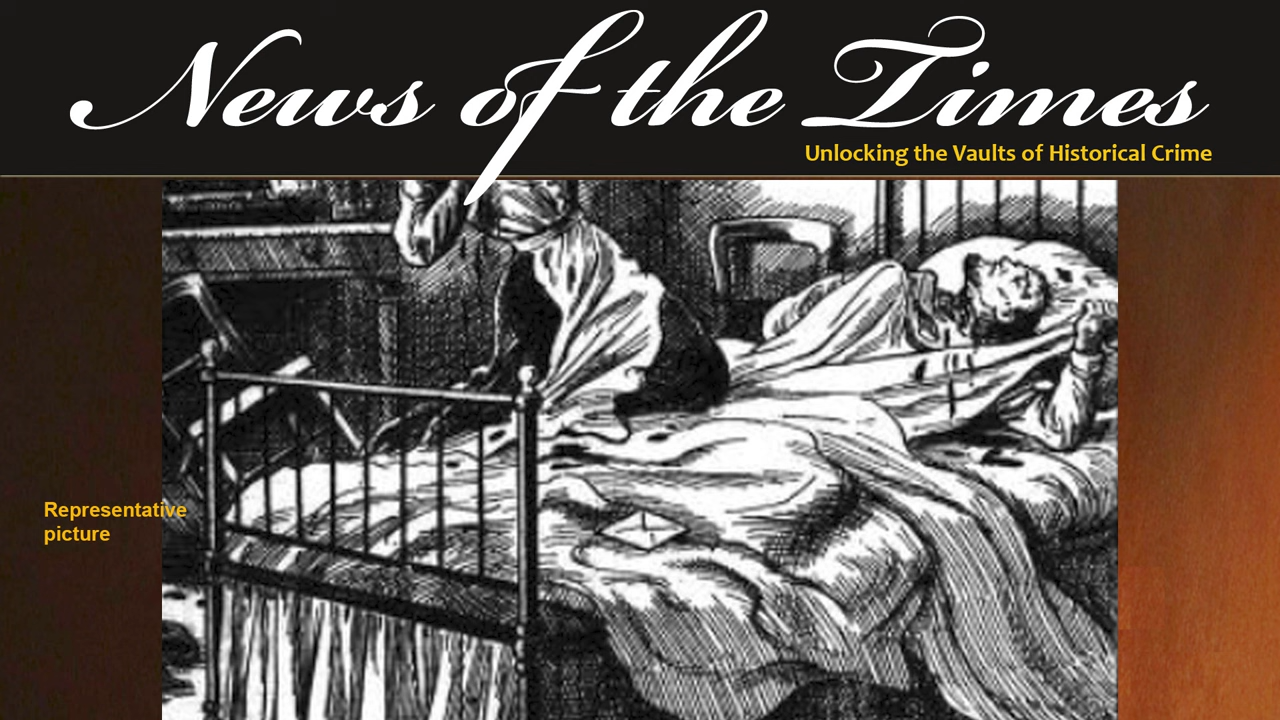 News of the Times
Unlocking the Vaults of Historical Crime
Representative
picture